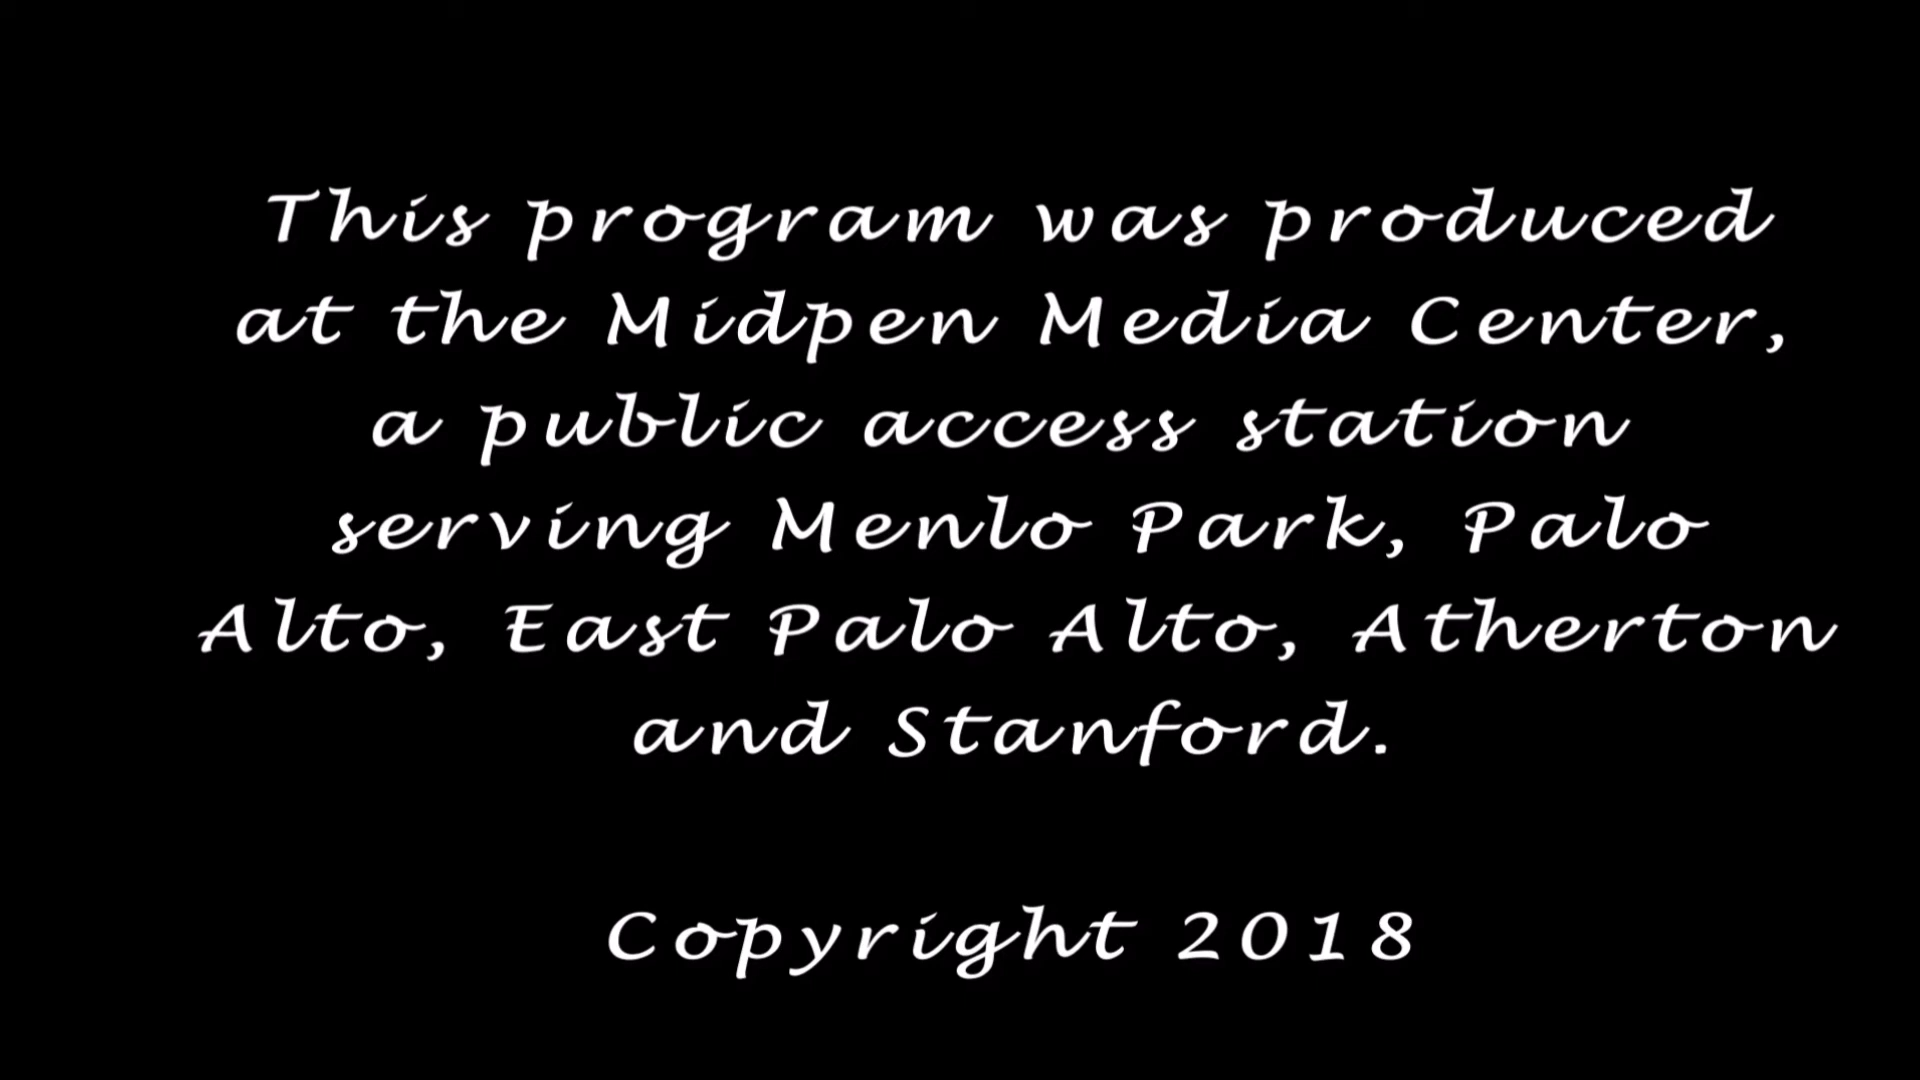 This program was produced
at the Midpen Media Center,
a public access station
serving Menlo Park, Palo
Alto, East Palo Alto, Atherton
and Stanford.
Copyright 2018